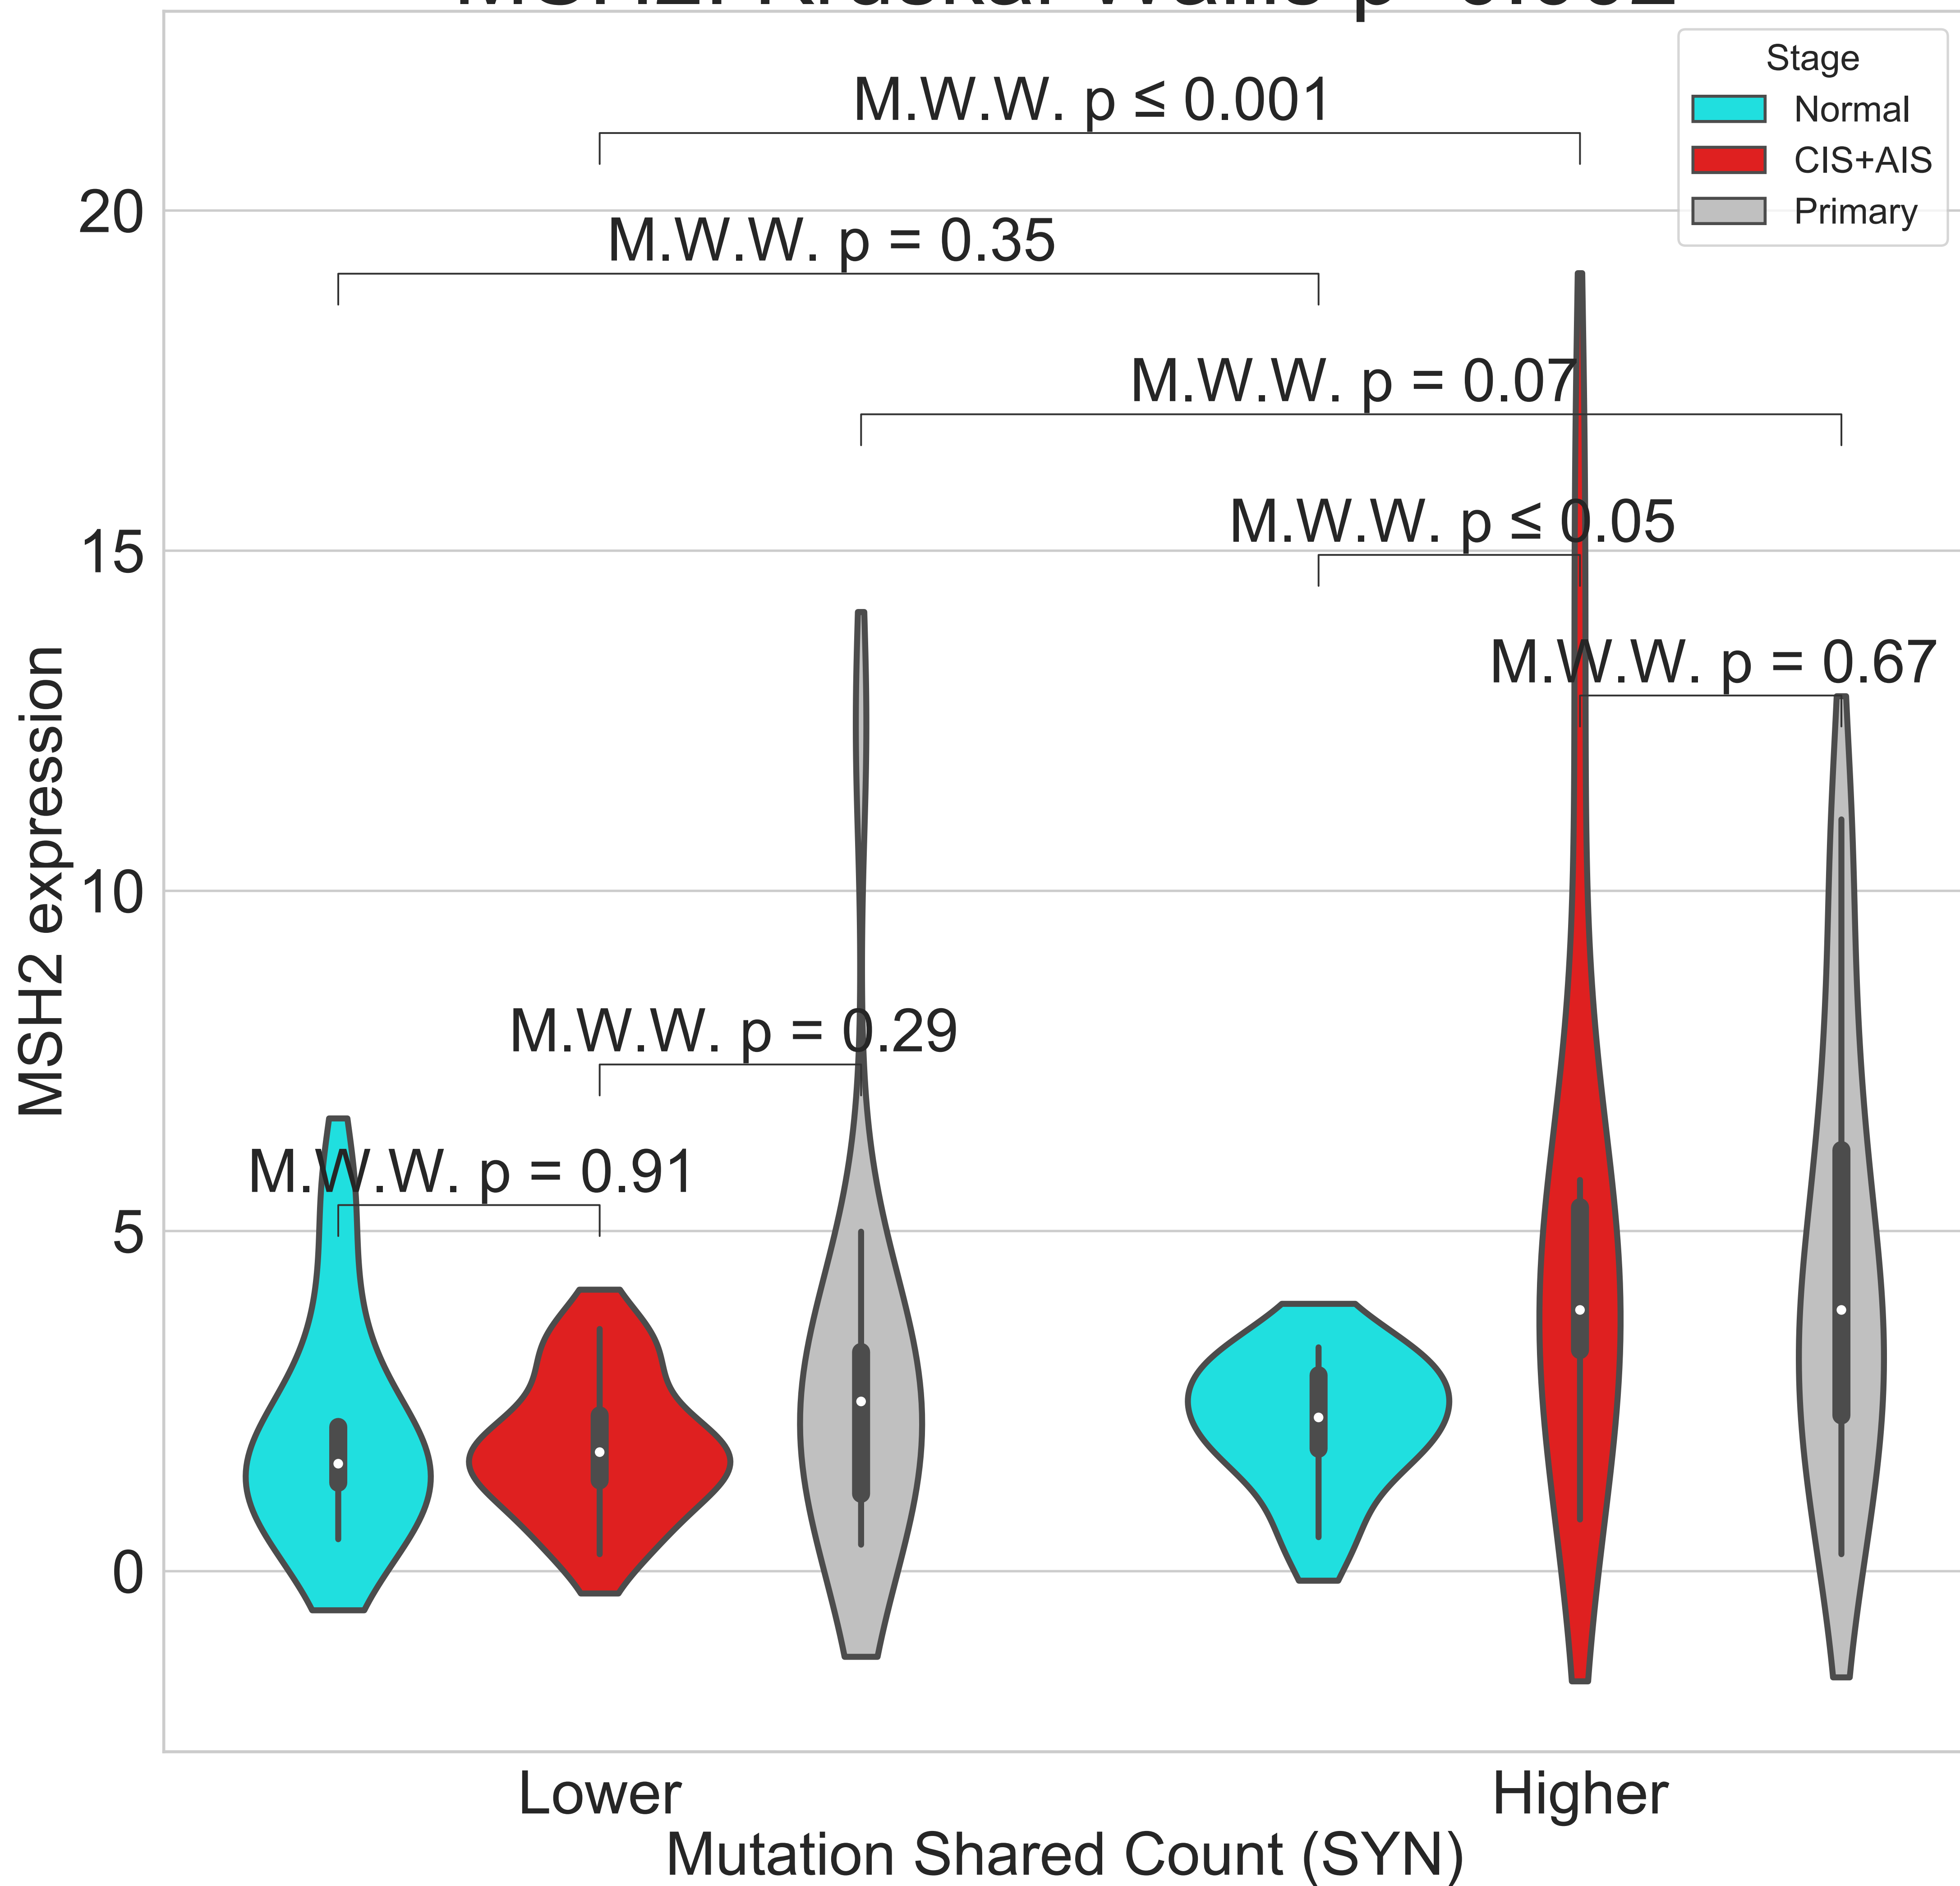 Stage
Normal
CIS+AIS
Primary
M.W.W. p ≤ 0.001
20
M.W.W. p = 0.35
M.W.W. p = 0.07
M.W.W. p ≤ 0.05
15
M.W.W. p = 0.67
MSH2 expression
10
M.W.W. p = 0.29
M.W.W. p = 0.91
5
0
Lower
Higher
Mutation Shared Count (SYN)